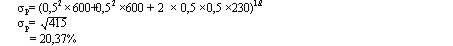 σp= (0,5² × 600+0,5² ×600 + 2 × 0,5 ×0,5 ×230)^1/2
σp= √415
= 20,37%